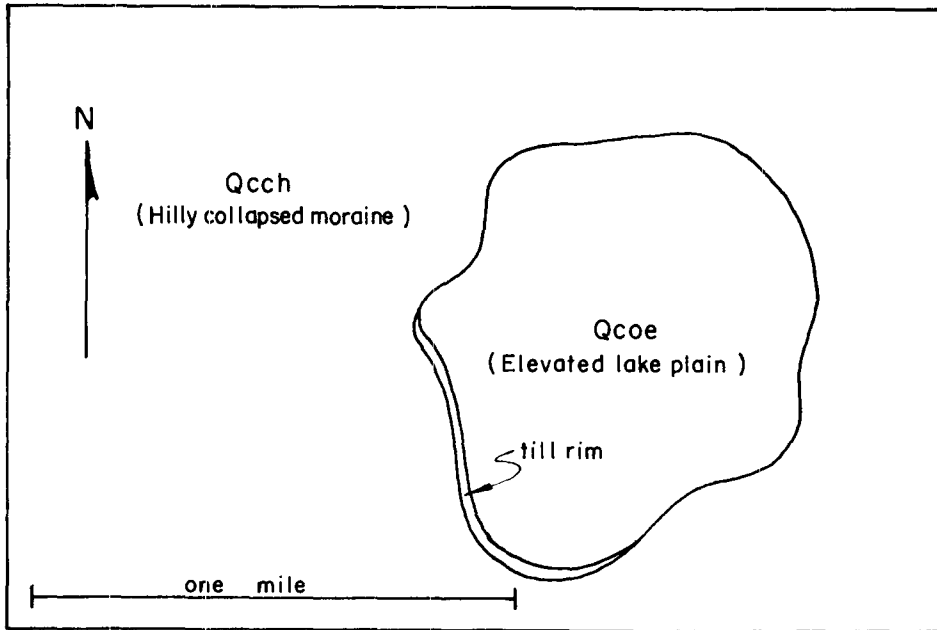 N
Qcch
(Hilly collapsed moraine)
Qcoe
(Elevated lake plain)
till rim
one mile